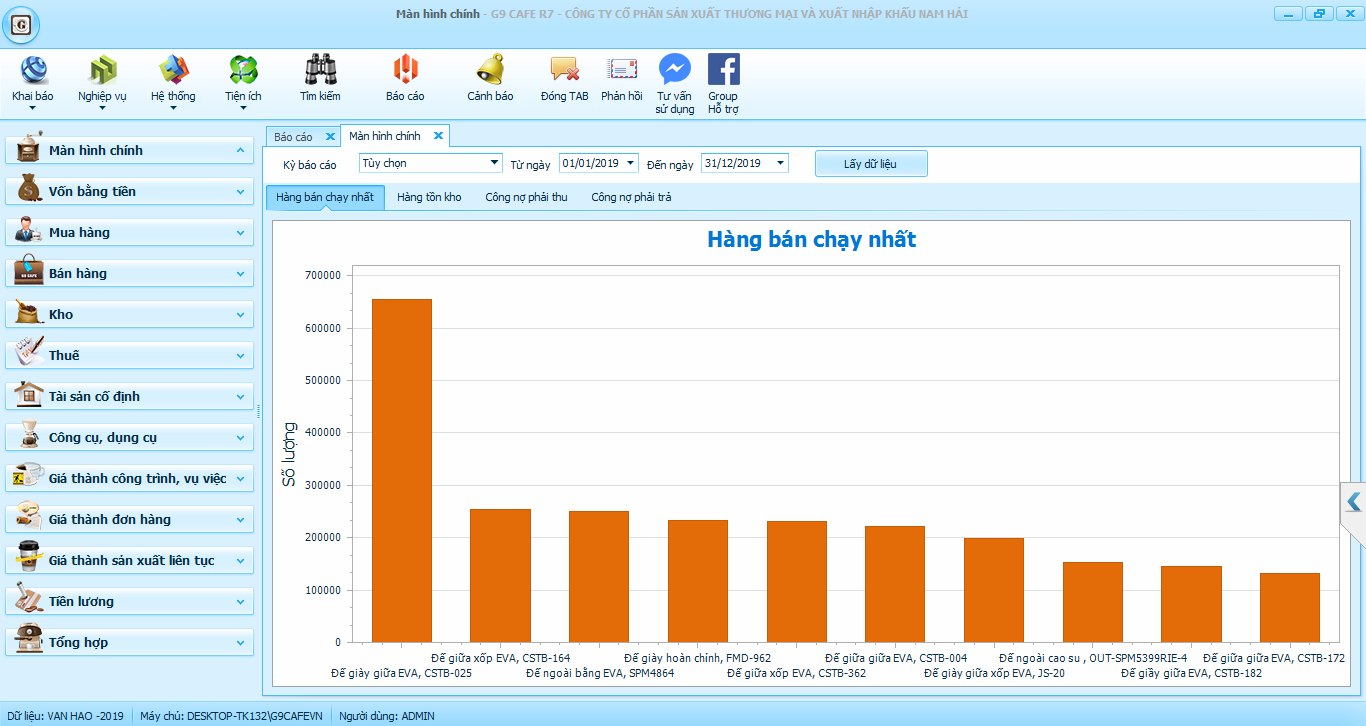 Màn hình chính - G9 CAFE R7 - CÔNG TY CỔ PHẦN SẢN XUẤT THƯƠNG MẠI VÀ XUẤT NHẬP KHẨU NAM HẢI
G
Khai báo
Nghiệp vụ
Hệ thống
Tiện ích
Tìm kiếm
Báo cáo
Cảnh báo
Đóng TAB
Phản hồi
Tư vấn
sử dụng
Group
Hỗ trợ
Màn hình chính
Vốn bằng tiền
Mua hàng
Bán hàng
Kho
Thuế
Tài sản cố định
Công cụ, dụng cụ
Giá thành công trình, vụ việc
Giá thành đơn hàng
Giá thành sản xuất liên tục
Tiền lương
Tổng hợp
Báo cáo
Màn hình chính
Kỳ báo cáo Tùy chọn Từ ngày 01/01/2019 Đến ngày 31/12/2019 Lấy dữ liệu
Hàng bán chạy nhất Hàng tồn kho Công nợ phải thu Công nợ phải trả
Hàng bán chạy nhất
Số lượng
700000
600000
500000
400000
300000
200000
100000
0
Đế giữa xốp EVA, CSTB-164 Đế giày hoàn chỉnh, FMD-962 Đế giữa giữa EVA, CSTB-004 Đế ngoài cao su , OUT-SPM5399RIE-4 Đế giữa giữa EVA, CSTB-172
Đế giày giữa EVA, CSTB-025 Đế ngoài bằng EVA, SPM4864 Đế giữa xốp EVA, CSTB-362 Đế giày giữa xốp EVA, JS-20 Đế giầy giữa EVA, CSTB-182
Dữ liệu: VAN HAO -2019 Máy chủ: DESKTOP-TK132\G9CAFEVN Người dùng: ADMIN